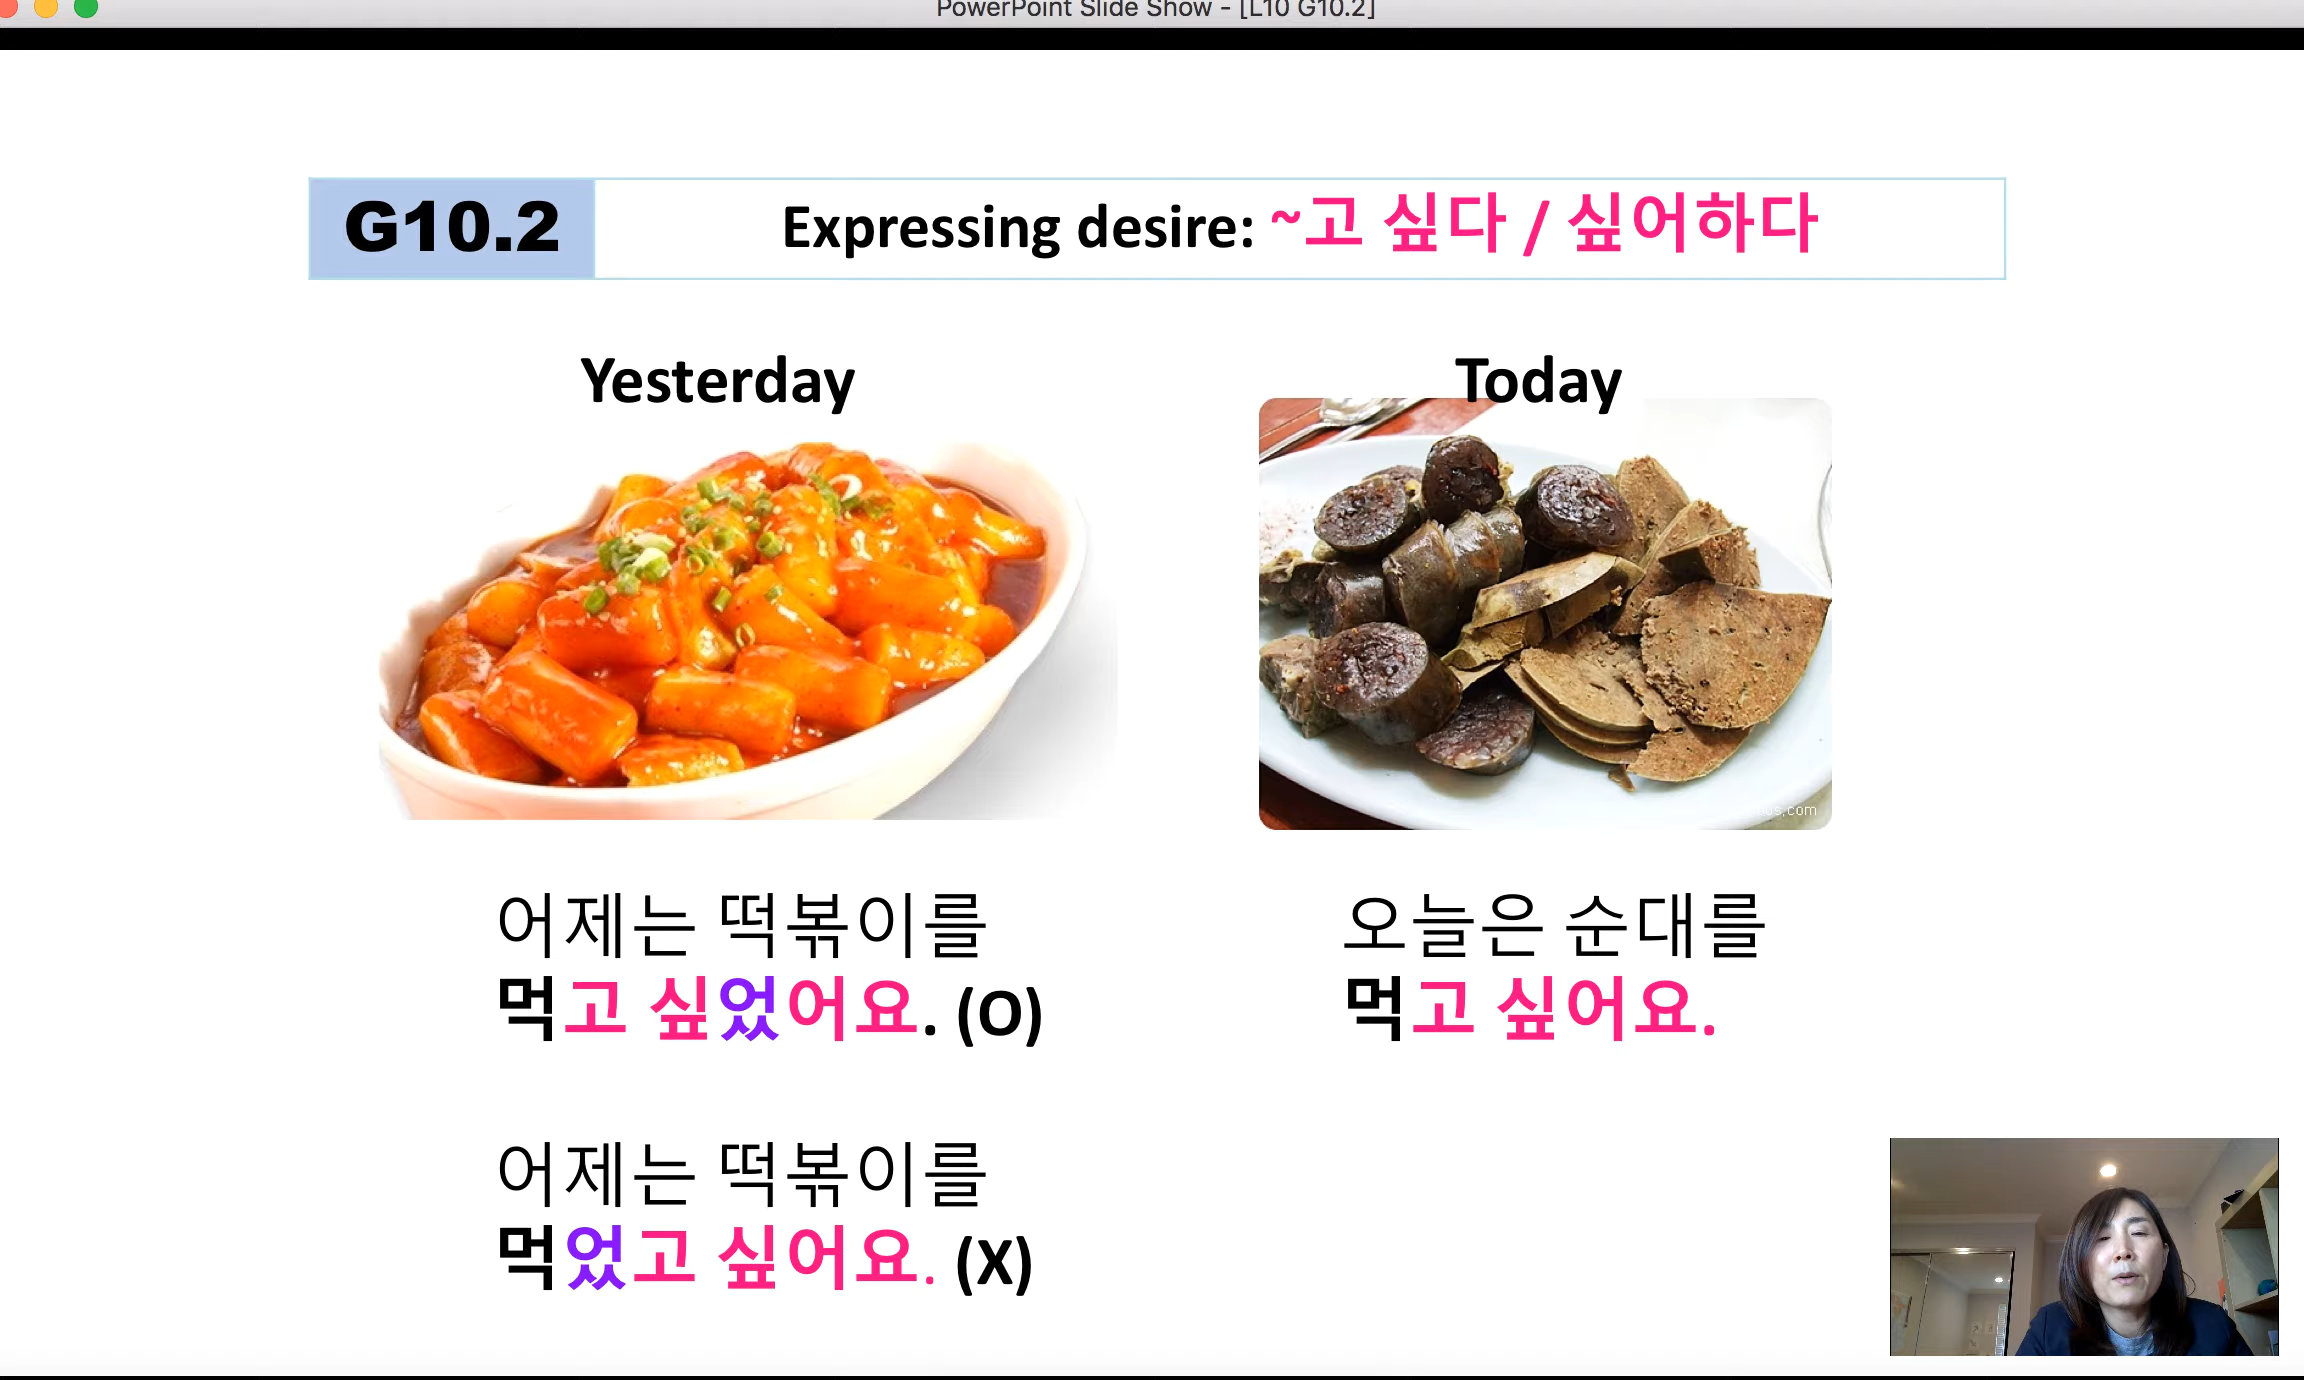 PowerPoint Slide Show - [L10 G10.2]
G10.2
Expressing desire: ~고 싶다 / 싶어하다
Yesterday
Today
어제는 떡볶이를
먹고 싶었어요. (O)
오늘은 순대를
먹고 싶어요.
어제는 떡볶이를
먹었고 싶어요. (X)